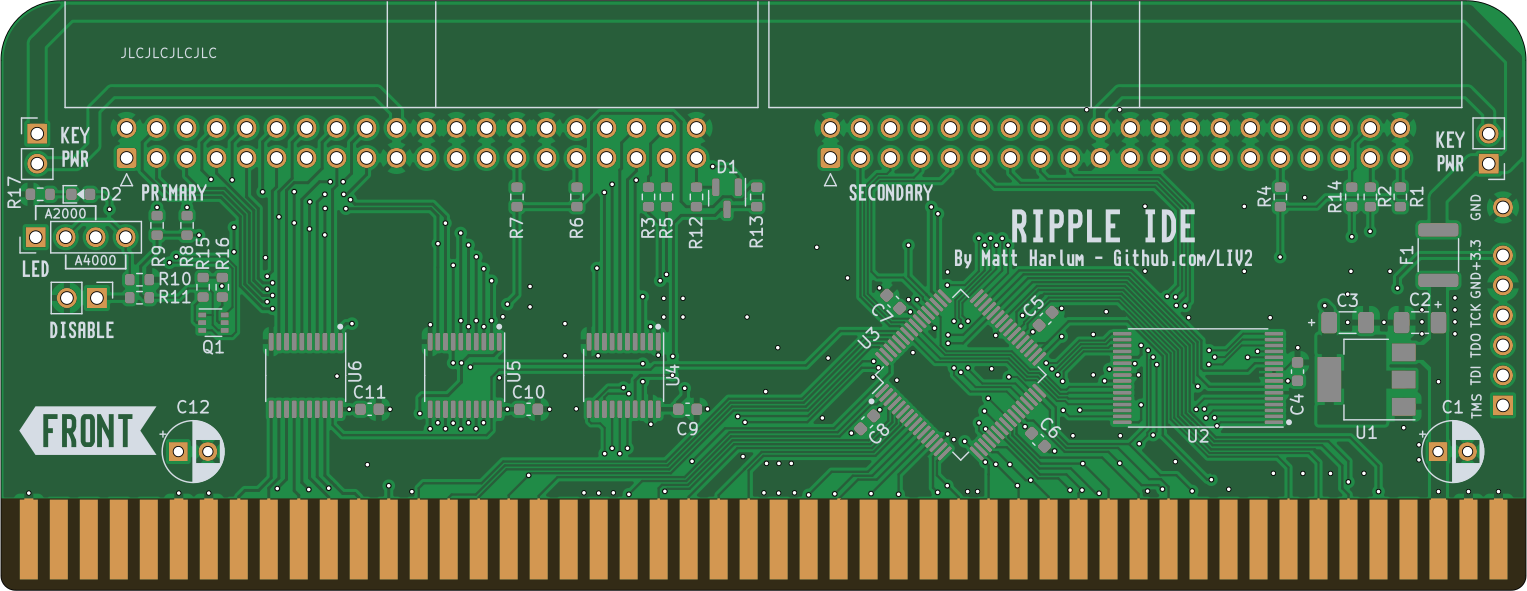 JLCJLCJLCJLC
KEY
PWR
KEY
PWR
D1
R17
D2
PRIMARY
SECONDARY
R4
R14
R2
R1
A2000
R7
R6
R3
R5
R12
R13
RIPPLE IDE
By Matt Harlum - Github.com/LIV2
GND
R9
R8
R15
R16
A4000
LED
F1
+3.3
R10
R11
GND
DISABLE
C7
C5
C3
+
C2
+
TCK
Q1
U3
TDO
U6
U5
U4
TDI
C11
C10
C9
C4
TMS
FRONT
C12
+
C8
C6
U2
U1
C1
+